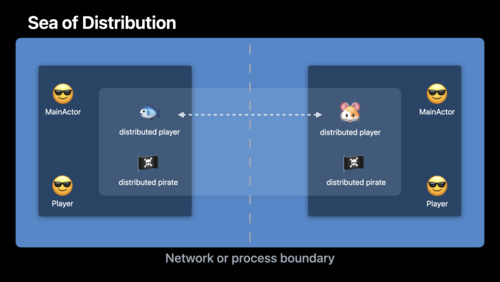 Sea of Distribution
MainActor
distributed player
distributed player
MainActor
distributed pirate
distributed pirate
Player
Player
Network or process boundary